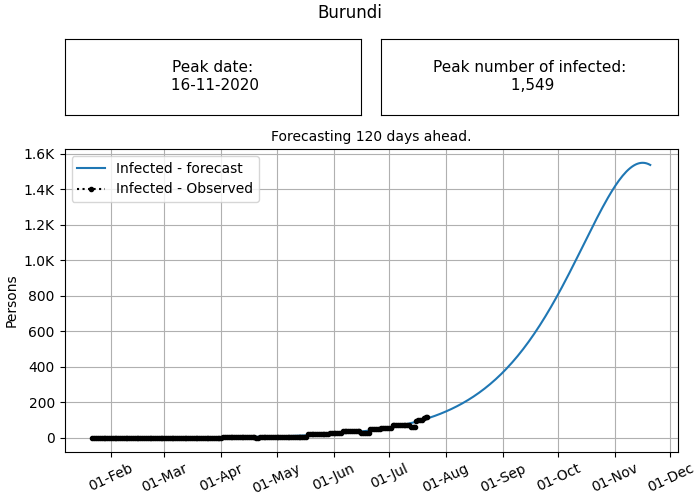 Burundi
Peak date:
16-11-2020
Peak number of infected:
1,549
Forecasting 120 days ahead.
Infected - forecast
Infected - Observed
Persons
1.6K
1.4K
1.2K
1.0K
800
600
400
200
0
01-Feb
01-Mar
01-Apr
01-May
01-Jun
01-Jul
01-Aug
01-Sep
01-Oct
01-Nov
01-Dec